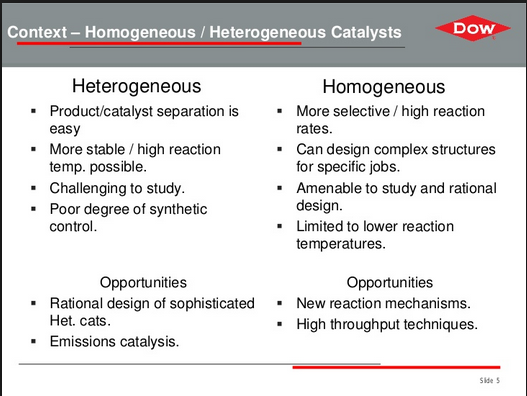 Context – Homogeneous / Heterogeneous Catalysts
Dow
Heterogeneous
▪ Product/catalyst separation is
easy
▪ More stable / high reaction
temp. possible.
▪ Challenging to study.
▪ Poor degree of synthetic
control.
Opportunities
▪ Rational design of sophisticated
Het. cats.
▪ Emissions catalysis.
Homogeneous
▪ More selective / high reaction
rates.
▪ Can design complex structures
for specific jobs.
▪ Amenable to study and rational
design.
▪ Limited to lower reaction
temperatures.
Opportunities
▪ New reaction mechanisms.
▪ High throughput techniques.
Slide 5